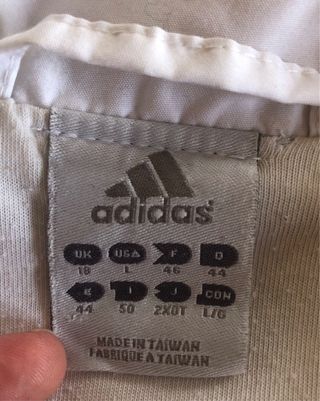 adidas
UK USA F D
18 L 46 44
E I J CDN
44 50 2XOT L/G
MADE IN TAIWAN
FABRIQUE A TAIWAN